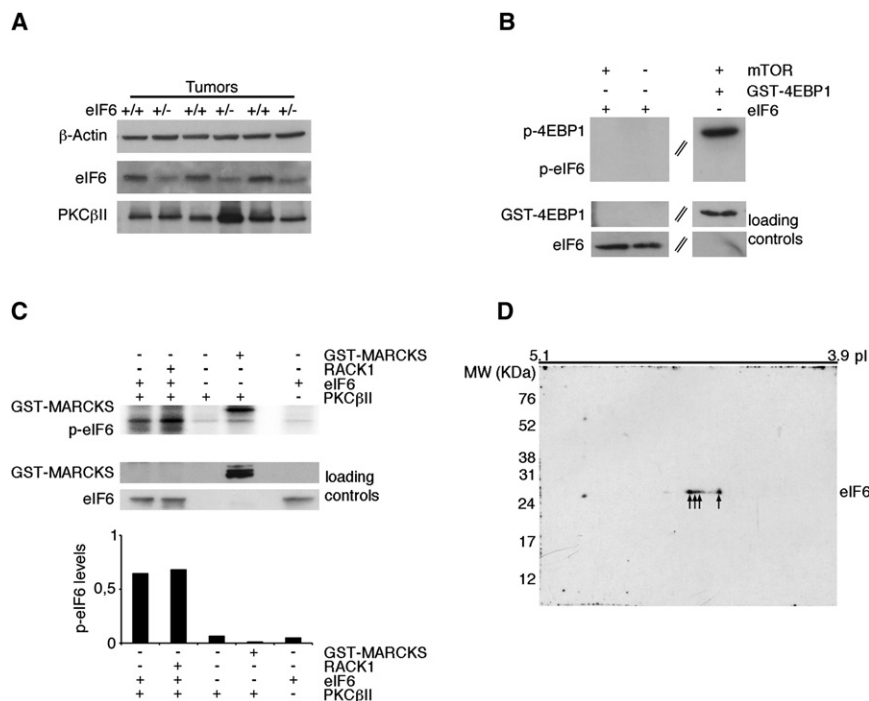 A
Tumors
eIF6 +/+ +/- +/+ +/- +/+ +/-
β-Actin
eIF6
PKCβII
B
+ - + mTOR
- - + GST-4EBP1
+ + - eIF6
p-4EBP1
p-eIF6
//
GST-4EBP1 // loading
eIF6 // controls
C
- - - + - GST-MARCKS
- + - - - RACK1
+ + - - + eIF6
+ + + + - PKCβII
GST-MARCKS
p-eIF6
GST-MARCKS loading
eIF6 controls
1
0,5
0
p-eIF6 levels
- - - + - GST-MARCKS
- + - - - RACK1
+ + - - + eIF6
+ + + + - PKCβII
D
5.1 3.9 pI
MW (KDa)
76
52
38
31
24
17
12
eIF6